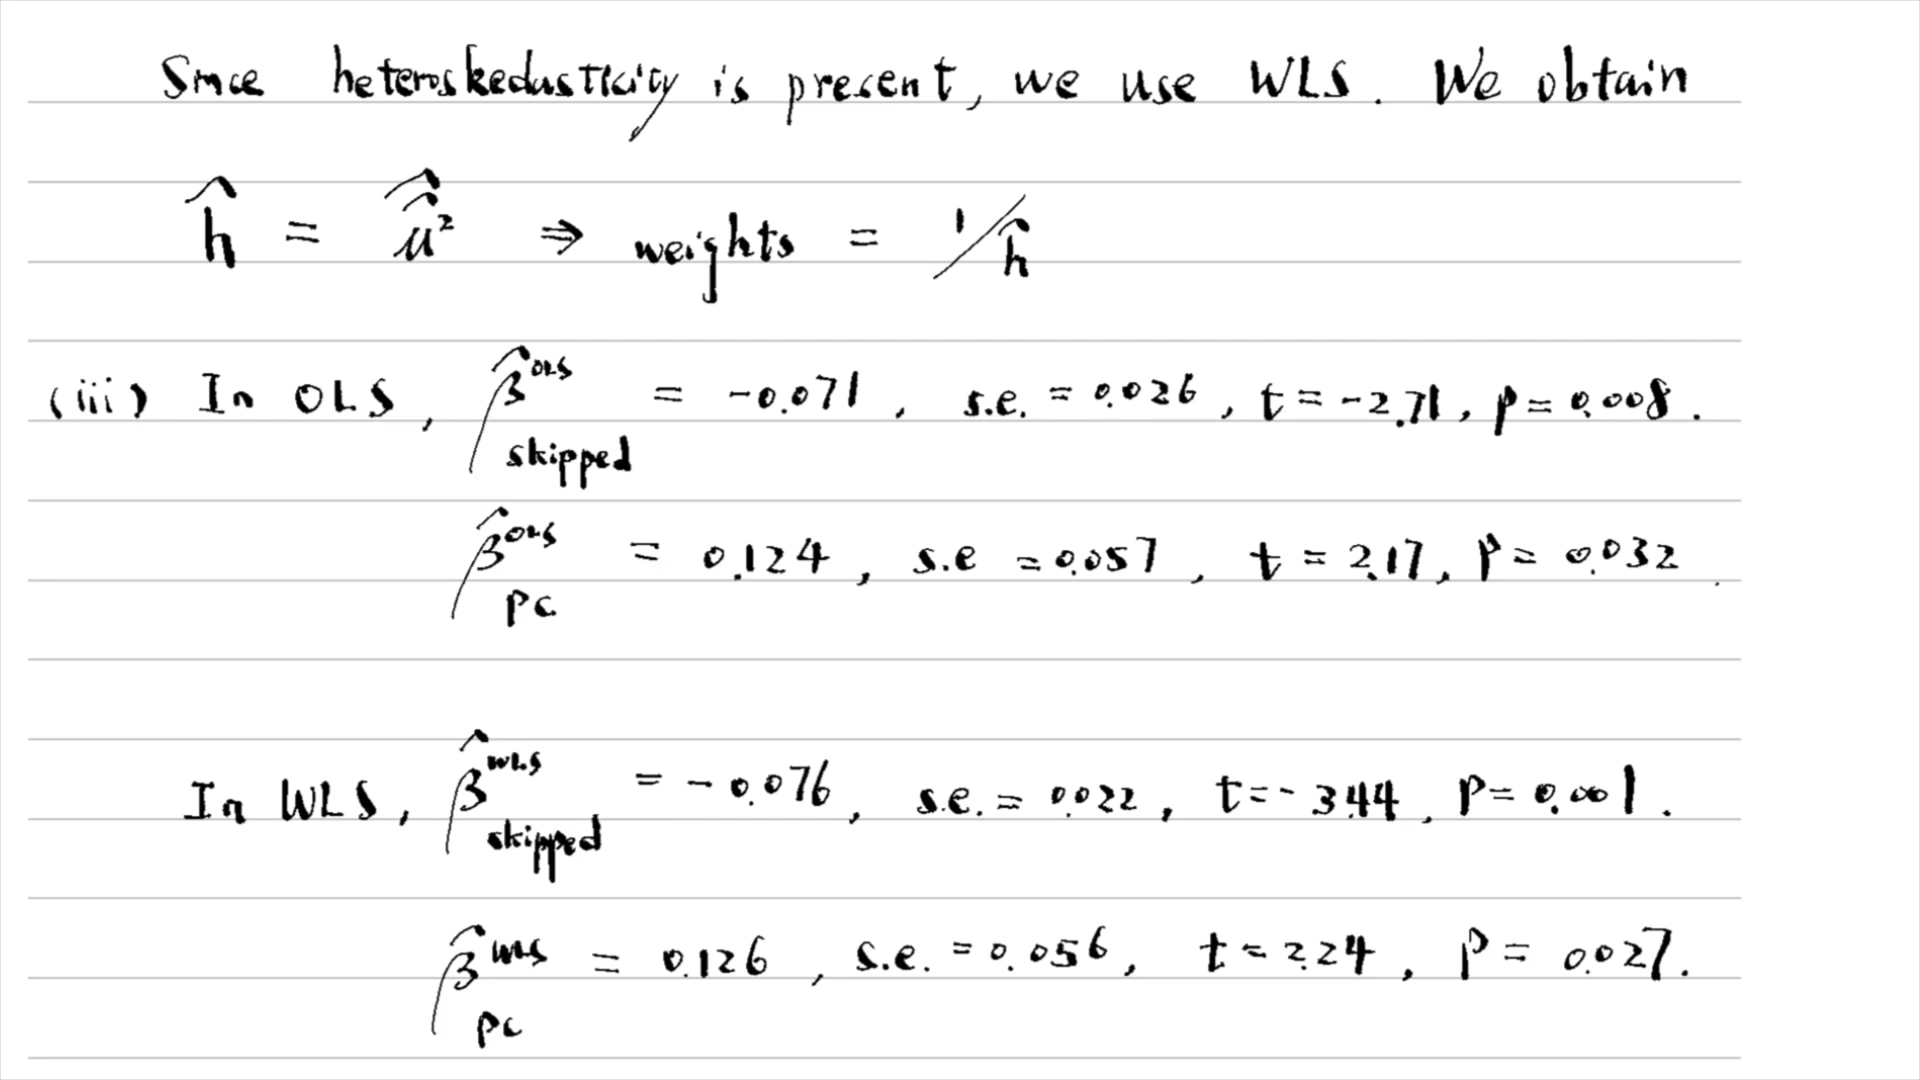 Since heteroskedasticity is present, we use WLS. We obtain
ĥ = \hat{û²} ⇒ weights = 1/ĥ
(iii) In OLS, β̂^OLS_skipped = -0.071, s.e. = 0.026, t = -2.71, p = 0.008.
β̂^OLS_pc = 0.124, s.e = 0.057, t = 2.17, p = 0.032.
In WLS, β̂^WLS_skipped = -0.076, s.e. = 0.022, t = -3.44, p = 0.001.
β̂^WLS_pc = 0.126, s.e. = 0.056, t = 2.24, p = 0.027.